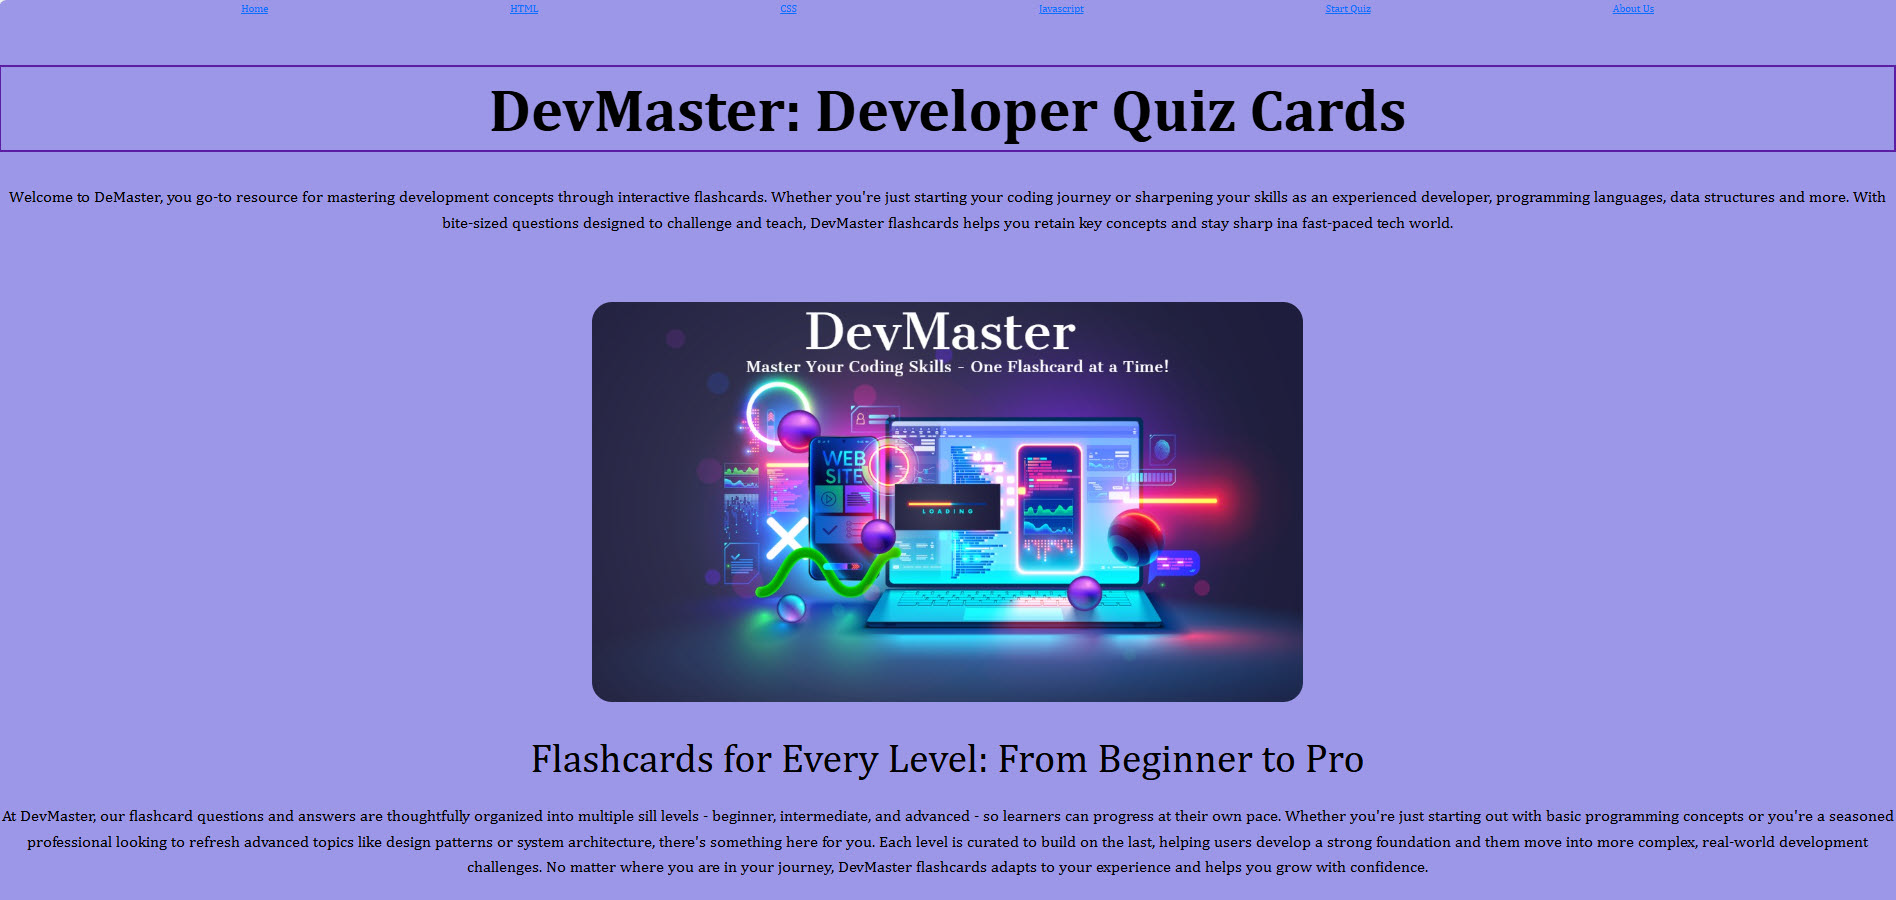 Home HTML CSS Javascript Start Quiz About Us
DevMaster: Developer Quiz Cards
Welcome to DeMaster, you go-to resource for mastering development concepts through interactive flashcards. Whether you're just starting your coding journey or sharpening your skills as an experienced developer, programming languages, data structures and more. With
bite-sized questions designed to challenge and teach, DevMaster flashcards helps you retain key concepts and stay sharp ina fast-paced tech world.
DevMaster
Master Your Coding Skills - One Flashcard at a Time!
WEB
SITE
LOADING
Flashcards for Every Level: From Beginner to Pro
At DevMaster, our flashcard questions and answers are thoughtfully organized into multiple sill levels - beginner, intermediate, and advanced - so learners can progress at their own pace. Whether you're just starting out with basic programming concepts or you're a seasoned
professional looking to refresh advanced topics like design patterns or system architecture, there's something here for you. Each level is curated to build on the last, helping users develop a strong foundation and them move into more complex, real-world development
challenges. No matter where you are in your journey, DevMaster flashcards adapts to your experience and helps you grow with confidence.